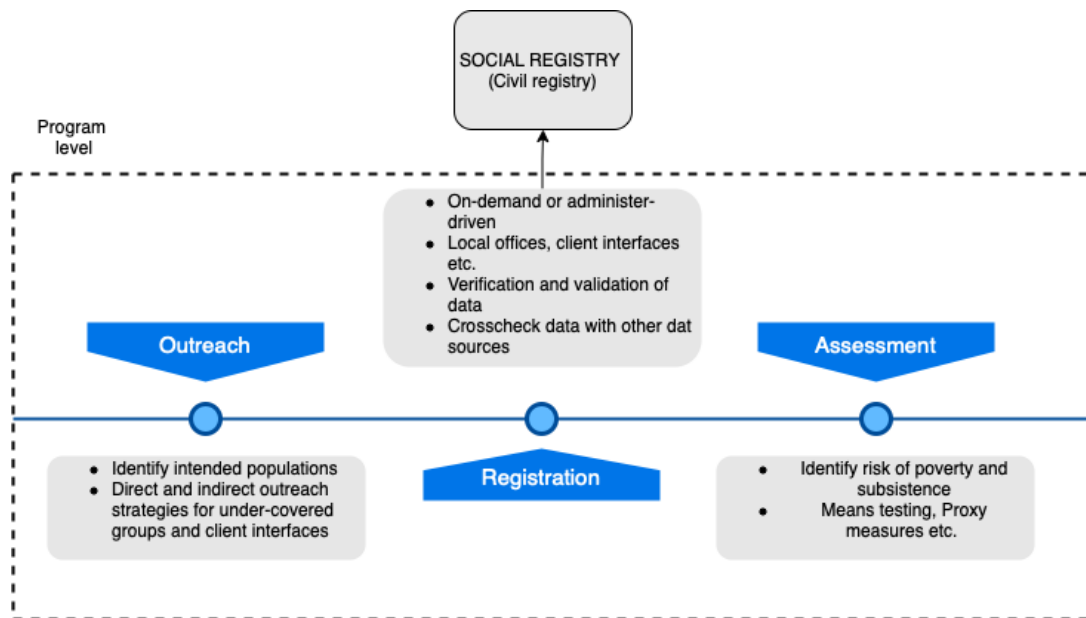 SOCIAL REGISTRY
(Civil registry)
Program
level
• On-demand or administer-
driven
• Local offices, client interfaces
etc.
• Verification and validation of
data
• Crosscheck data with other dat
sources
Outreach
Assessment
• Identify intended populations
• Direct and indirect outreach
strategies for under-covered
groups and client interfaces
Registration
• Identify risk of poverty and
subsistence
• Means testing, Proxy
measures etc.